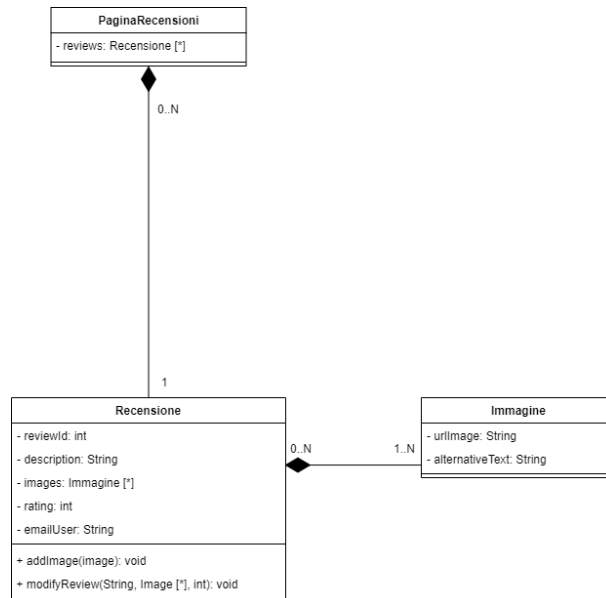 PaginaRecensioni
- reviews: Recensione [*]
0..N
1
Recensione
- reviewId: int
- description: String
- images: Immagine [*]
- rating: int
- emailUser: String
+ addImage(image): void
+ modifyReview(String, Image [*], int): void
0..N
1..N
Immagine
- urlImage: String
- alternativeText: String